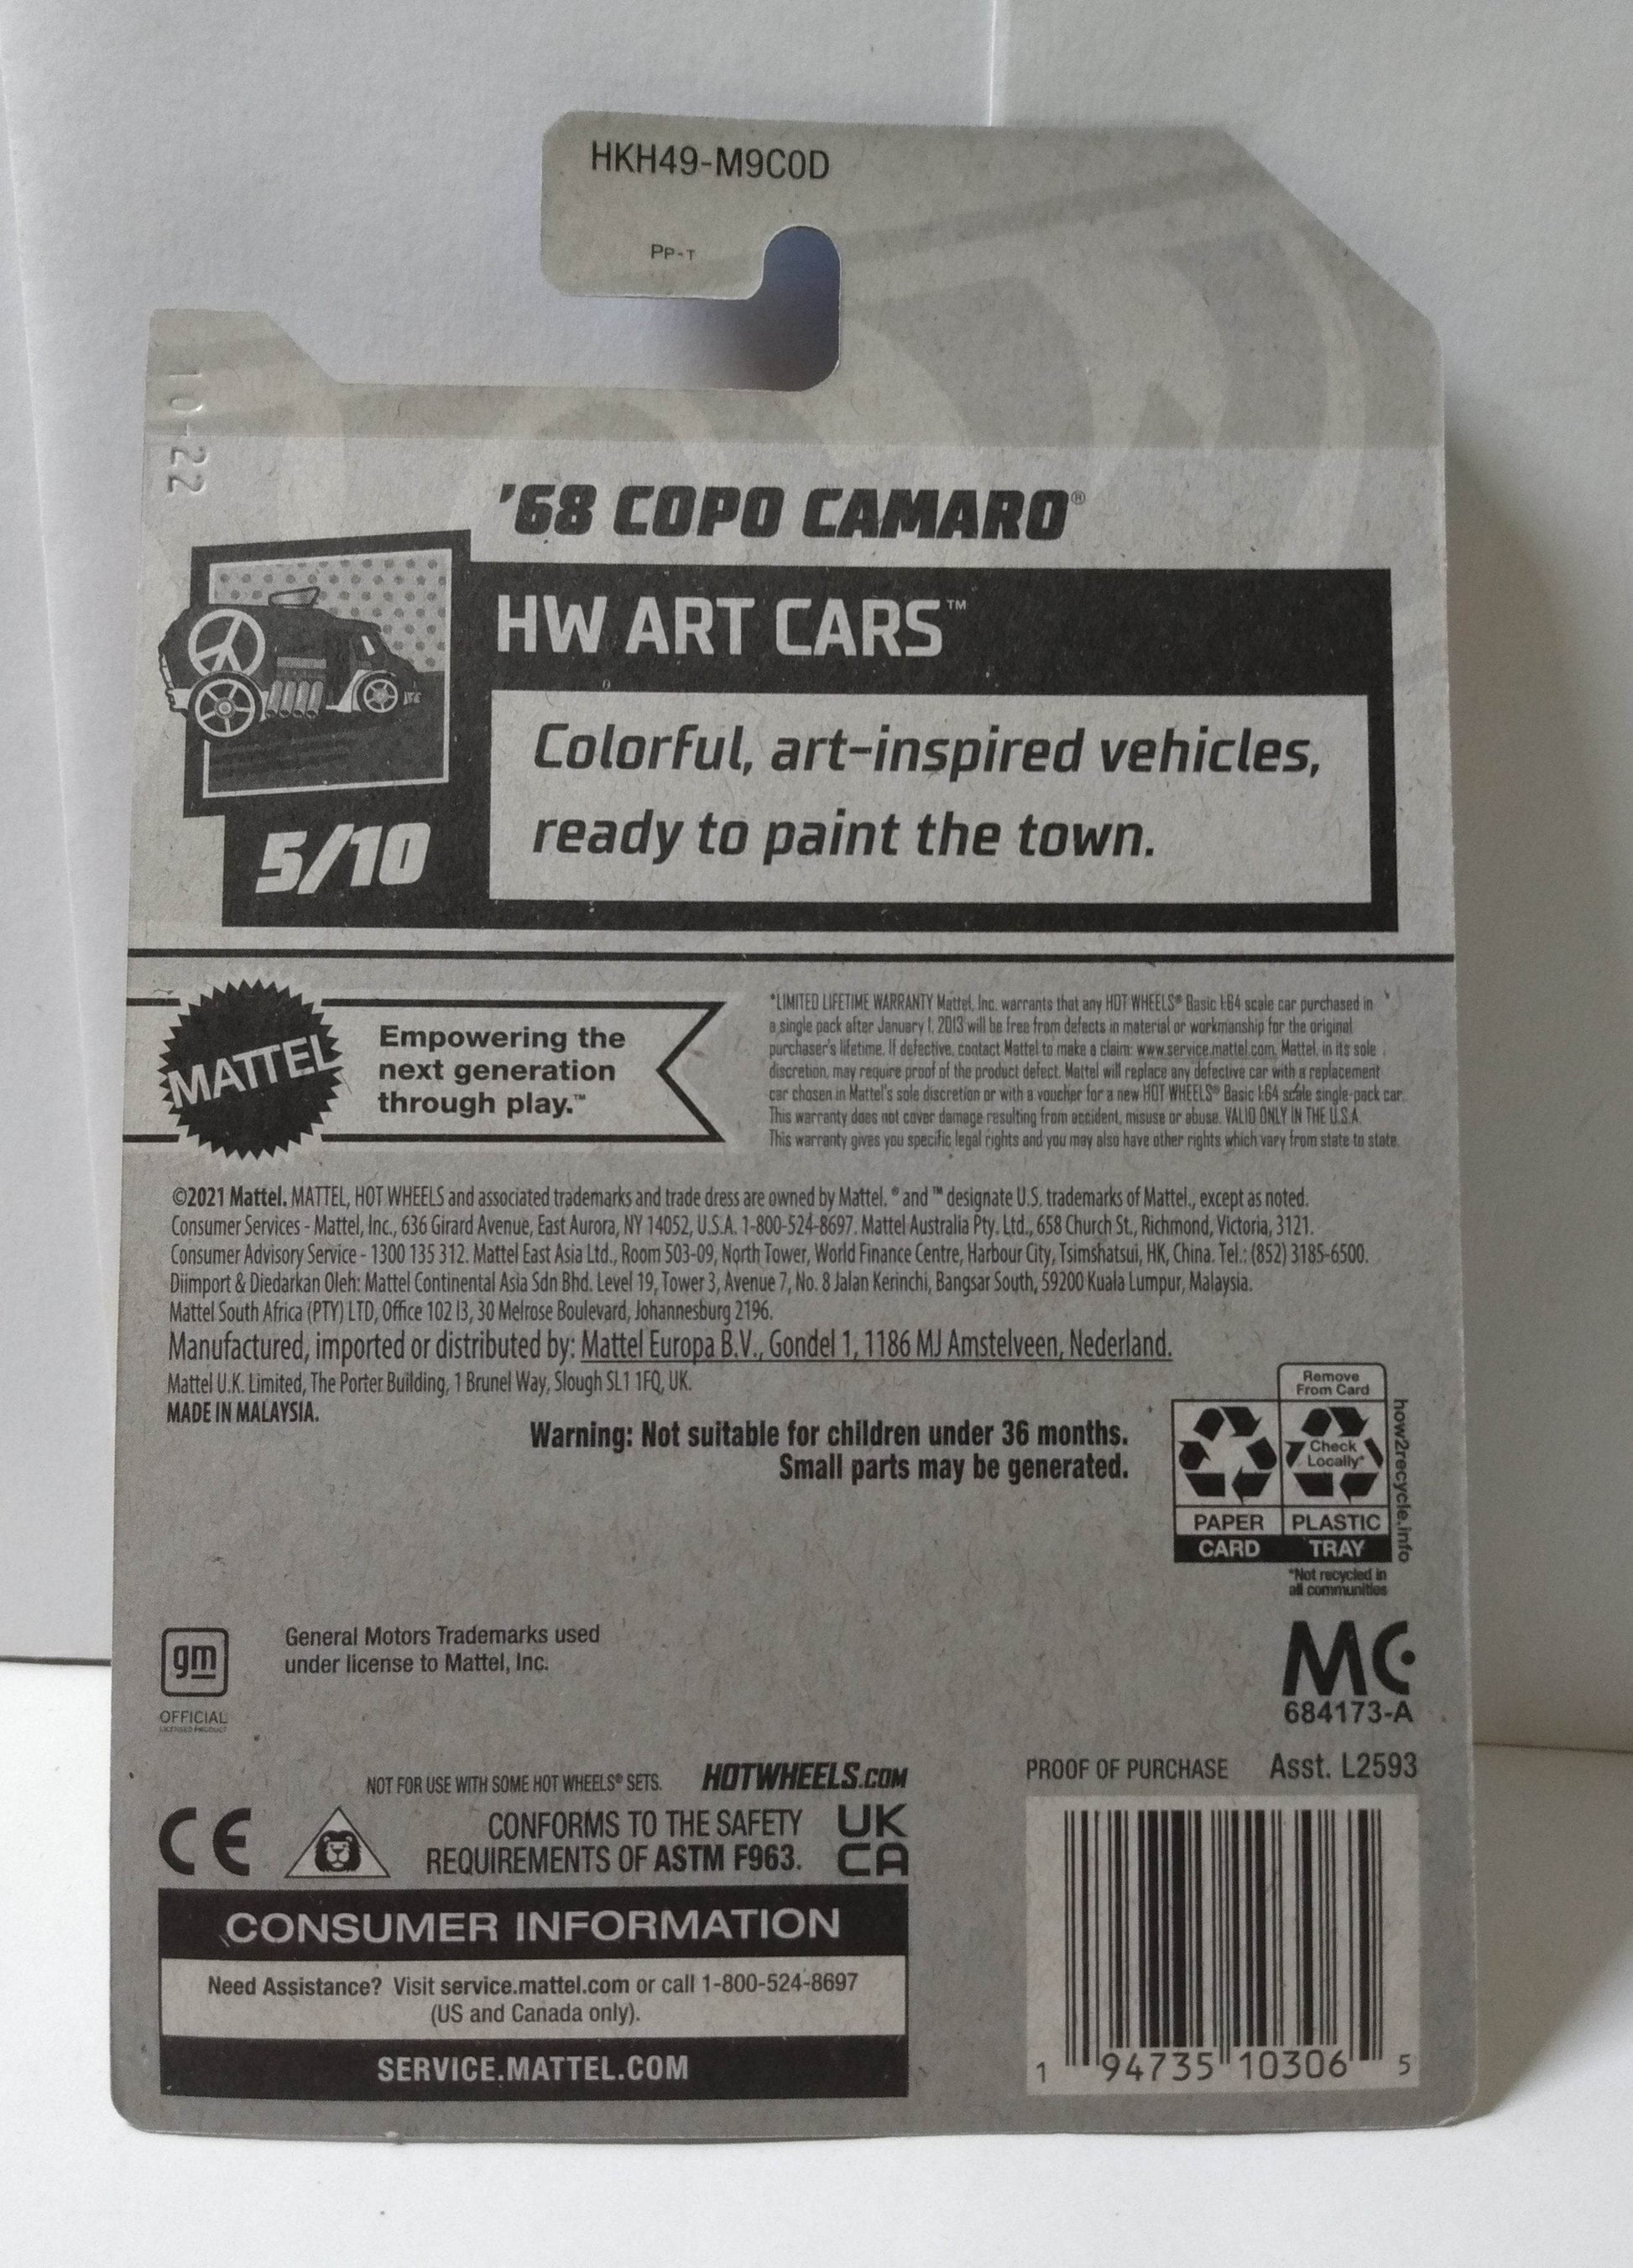 HKH49-M9C0D
PP-T
10-22
'68 COPO CAMARO®
HW ART CARS™
Colorful, art-inspired vehicles,
ready to paint the town.
5/10
MATTEL
Empowering the
next generation
through play.™
*LIMITED LIFETIME WARRANTY Mattel, Inc. warrants that any HOT WHEELS® Basic 1:64 scale car purchased in
a single pack after January 1, 2013 will be free from defects in material or workmanship for the original
purchaser's lifetime. If defective, contact Mattel to make a claim: www.service.mattel.com. Mattel, in its sole
discretion, may require proof of the product defect. Mattel will replace any defective car with a replacement
car chosen in Mattel's sole discretion or with a voucher for a new HOT WHEELS® Basic 1:64 scale single-pack car.
This warranty does not cover damage resulting from accident, misuse or abuse. VALID ONLY IN THE U.S.A.
This warranty gives you specific legal rights and you may also have other rights which vary from state to state.
©2021 Mattel. MATTEL, HOT WHEELS and associated trademarks and trade dress are owned by Mattel. ® and ™ designate U.S. trademarks of Mattel., except as noted.
Consumer Services - Mattel, Inc., 636 Girard Avenue, East Aurora, NY 14052, U.S.A. 1-800-524-8697. Mattel Australia Pty. Ltd., 658 Church St., Richmond, Victoria, 3121.
Consumer Advisory Service - 1300 135 312. Mattel East Asia Ltd., Room 503-09, North Tower, World Finance Centre, Harbour City, Tsimshatsui, HK, China. Tel.: (852) 3185-6500.
Diimport & Diedarkan Oleh: Mattel Continental Asia Sdn Bhd. Level 19, Tower 3, Avenue 7, No. 8 Jalan Kerinchi, Bangsar South, 59200 Kuala Lumpur, Malaysia.
Mattel South Africa (PTY) LTD, Office 102 I3, 30 Melrose Boulevard, Johannesburg 2196.
Manufactured, imported or distributed by: Mattel Europa B.V., Gondel 1, 1186 MJ Amstelveen, Nederland.
Mattel U.K. Limited, The Porter Building, 1 Brunel Way, Slough SL1 1FQ, UK.
MADE IN MALAYSIA.
Warning: Not suitable for children under 36 months.
Small parts may be generated.
Remove
From Card
Check
Locally*
PAPER PLASTIC
CARD TRAY
how2recycle.info
*Not recycled in
all communities
gm
OFFICIAL
LICENSED PRODUCT
General Motors Trademarks used
under license to Mattel, Inc.
MC
684173-A
NOT FOR USE WITH SOME HOT WHEELS® SETS. HOTWHEELS.COM
PROOF OF PURCHASE Asst. L2593
CE
CONFORMS TO THE SAFETY
REQUIREMENTS OF ASTM F963.
UK
CA
CONSUMER INFORMATION
Need Assistance? Visit service.mattel.com or call 1-800-524-8697
(US and Canada only).
SERVICE.MATTEL.COM
1 94735 10306 5